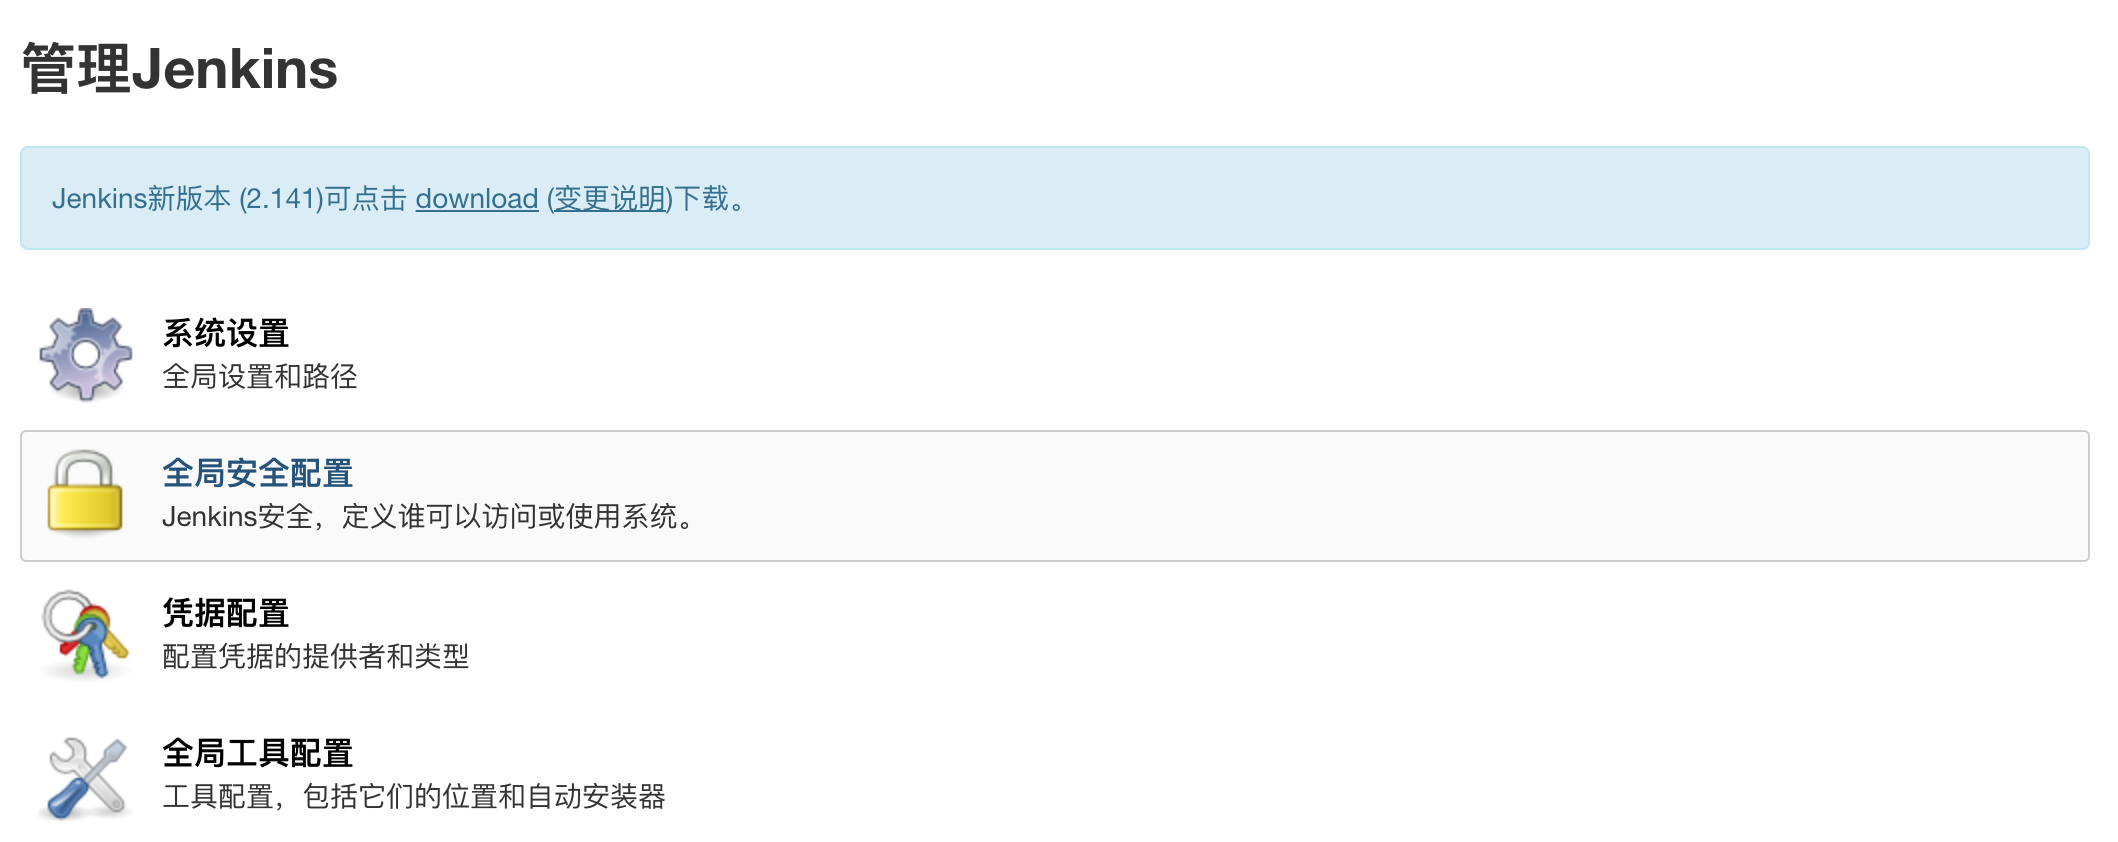 管理Jenkins
Jenkins新版本 (2.141)可点击 download (变更说明)下载。
系统设置
全局设置和路径
全局安全配置
Jenkins安全，定义谁可以访问或使用系统。
凭据配置
配置凭据的提供者和类型
全局工具配置
工具配置，包括它们的位置和自动安装器